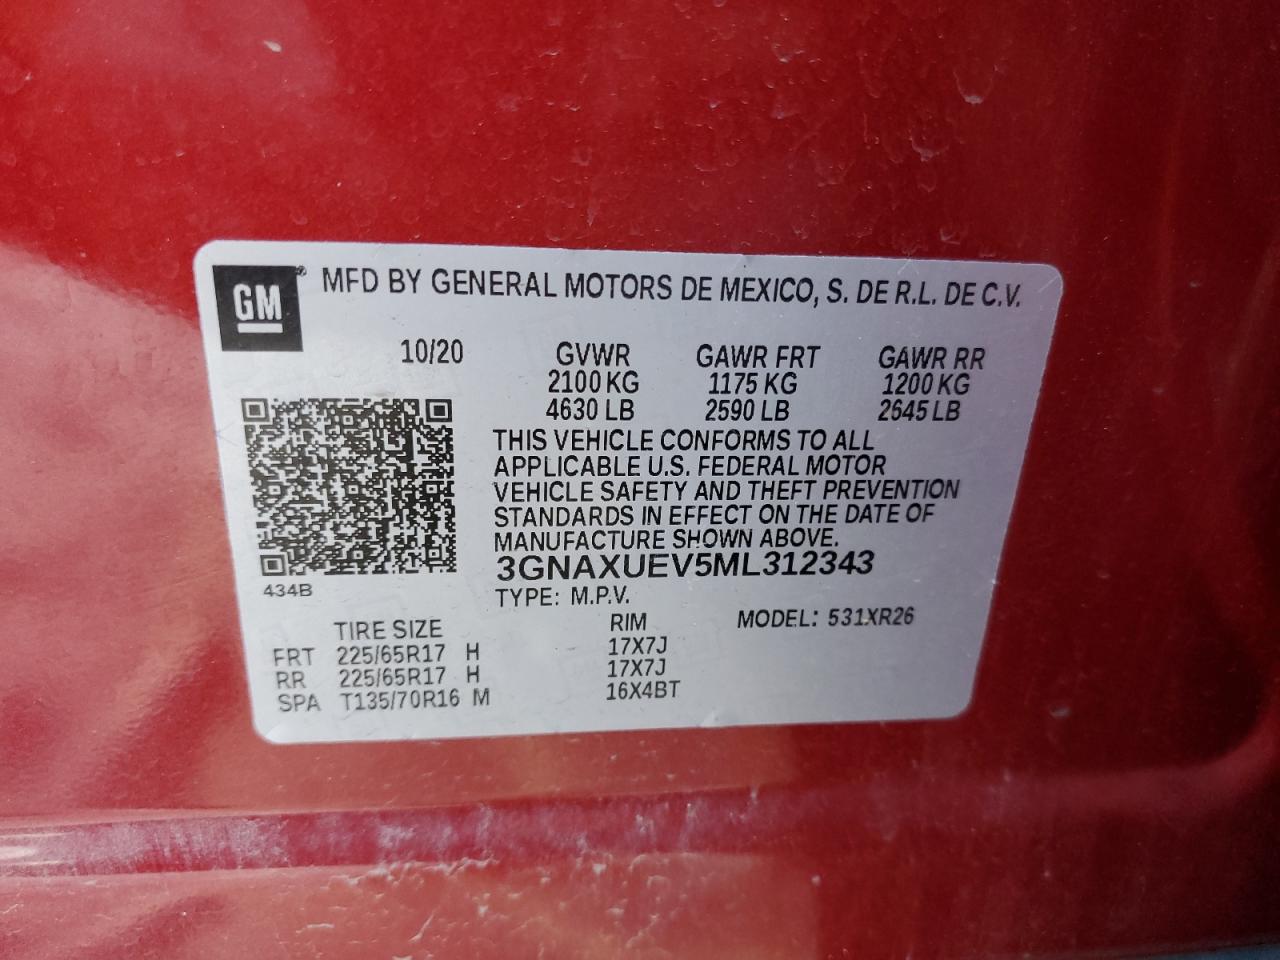 GM® MFD BY GENERAL MOTORS DE MEXICO, S. DE R.L. DE C.V.
10/20 GVWR GAWR FRT GAWR RR
2100 KG 1175 KG 1200 KG
4630 LB 2590 LB 2645 LB
THIS VEHICLE CONFORMS TO ALL
APPLICABLE U.S. FEDERAL MOTOR
VEHICLE SAFETY AND THEFT PREVENTION
STANDARDS IN EFFECT ON THE DATE OF
MANUFACTURE SHOWN ABOVE.
3GNAXUEV5ML312343
434B
TYPE: M.P.V.
TIRE SIZE RIM MODEL: 531XR26
FRT 225/65R17 H 17X7J
RR 225/65R17 H 17X7J
SPA T135/70R16 M 16X4BT